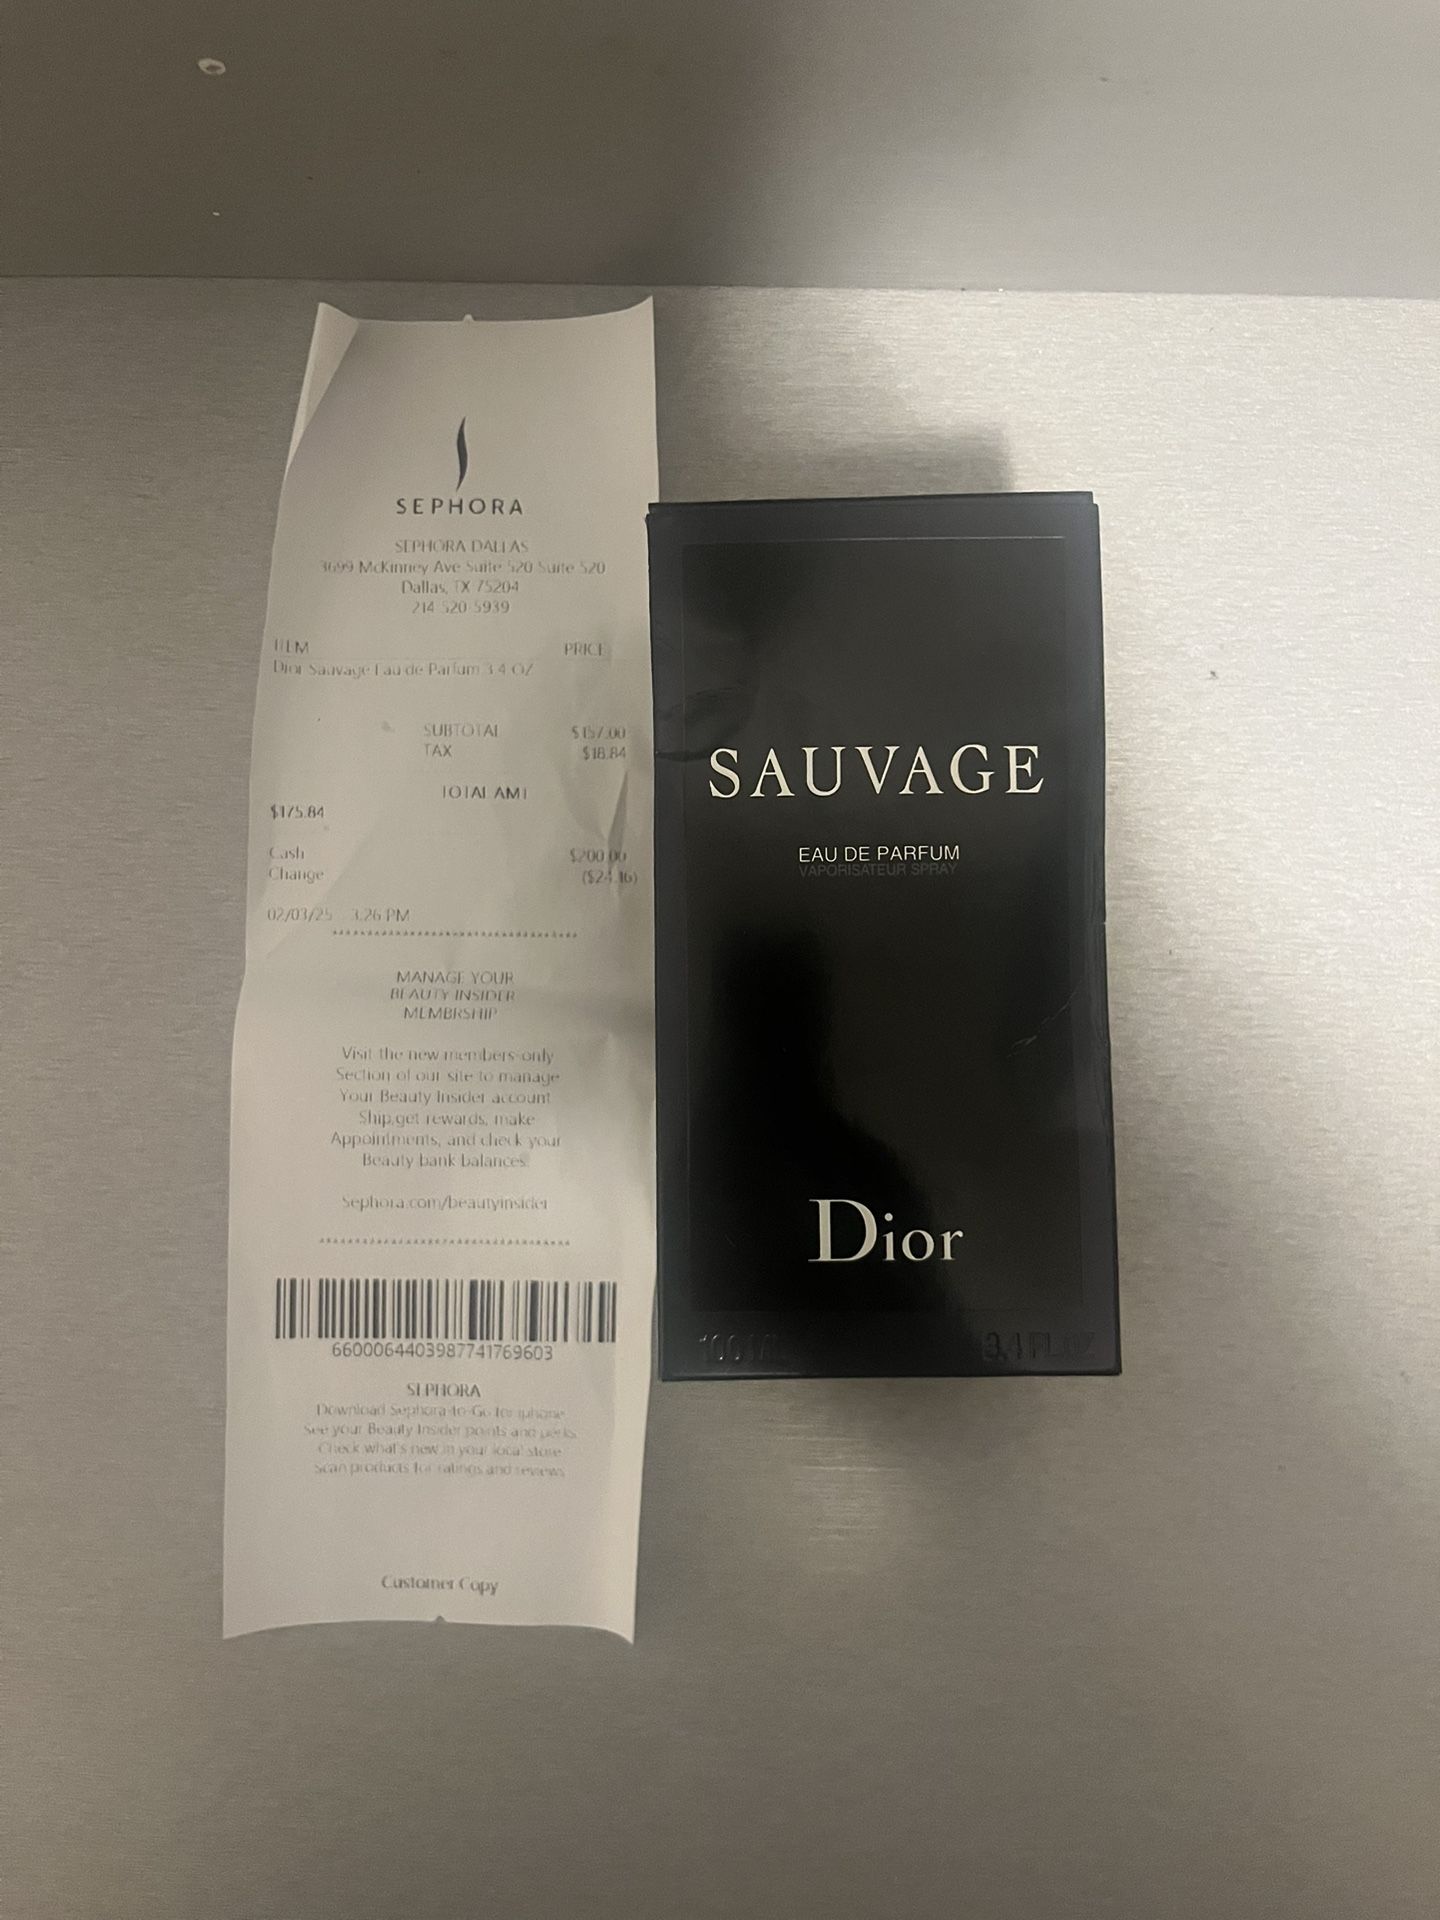 SEPHORA
SEPHORA DALLAS
3699 McKinney Ave Suite 520 Suite 520
Dallas, TX 75204
214 520 5939
ITEM PRICE
Dior Sauvage Eau de Parfum 3.4 OZ
SUBTOTAL $157.00
TAX $18.84
TOTAL AMT
$175.84
Cash $200.00
Change ($24.16)
02/03/25 3:26 PM
*********************************
MANAGE YOUR
BEAUTY INSIDER
MEMBRSHIP
Visit the new members-only
Section of our site to manage
Your Beauty Insider account
Ship,get rewards, make
Appointments, and check your
Beauty bank balances.
Sephora.com/beautyinsider
*********************************
6600064403987741769603
SEPHORA
Download Sephora-to-Go for iphone
See your Beauty Insider points and perks
Check what's new in your local store
Scan products for ratings and reviews
Customer Copy
SAUVAGE
EAU DE PARFUM
VAPORISATEUR SPRAY
Dior
100 ML 3.4 FL.OZ